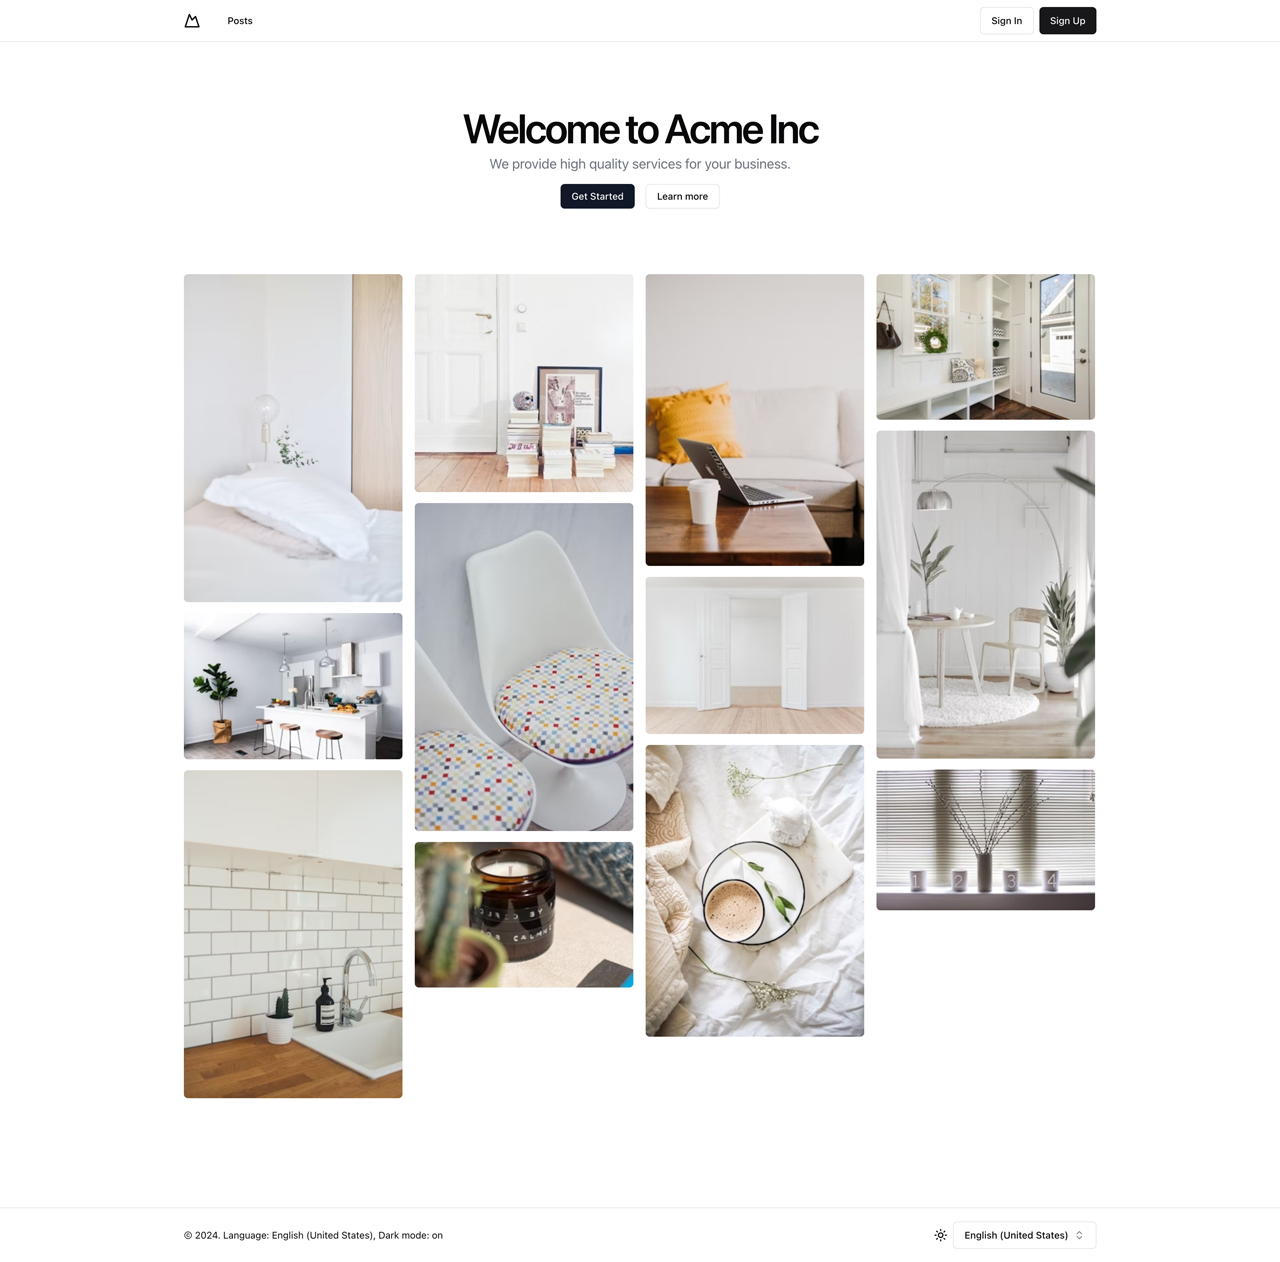 Posts
Sign In
Sign Up
Welcome to Acme Inc
We provide high quality services for your business.
Get Started
Learn more
1 2 3 4
© 2024. Language: English (United States), Dark mode: on
English (United States)